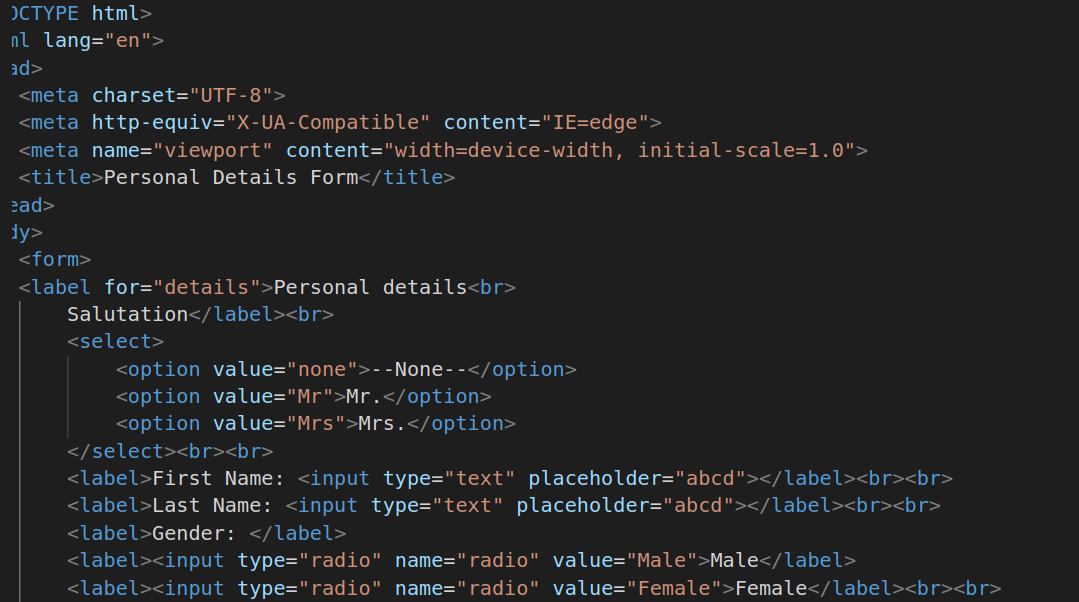 OCTYPE html>
ml lang="en">
ad>
<meta charset="UTF-8">
<meta http-equiv="X-UA-Compatible" content="IE=edge">
<meta name="viewport" content="width=device-width, initial-scale=1.0">
<title>Personal Details Form</title>
ead>
dy>
<form>
<label for="details">Personal details<br>
Salutation</label><br>
<select>
<option value="none">--None--</option>
<option value="Mr">Mr.</option>
<option value="Mrs">Mrs.</option>
</select><br><br>
<label>First Name: <input type="text" placeholder="abcd"></label><br><br>
<label>Last Name: <input type="text" placeholder="abcd"></label><br><br>
<label>Gender: </label>
<label><input type="radio" name="radio" value="Male">Male</label>
<label><input type="radio" name="radio" value="Female">Female</label><br><br>